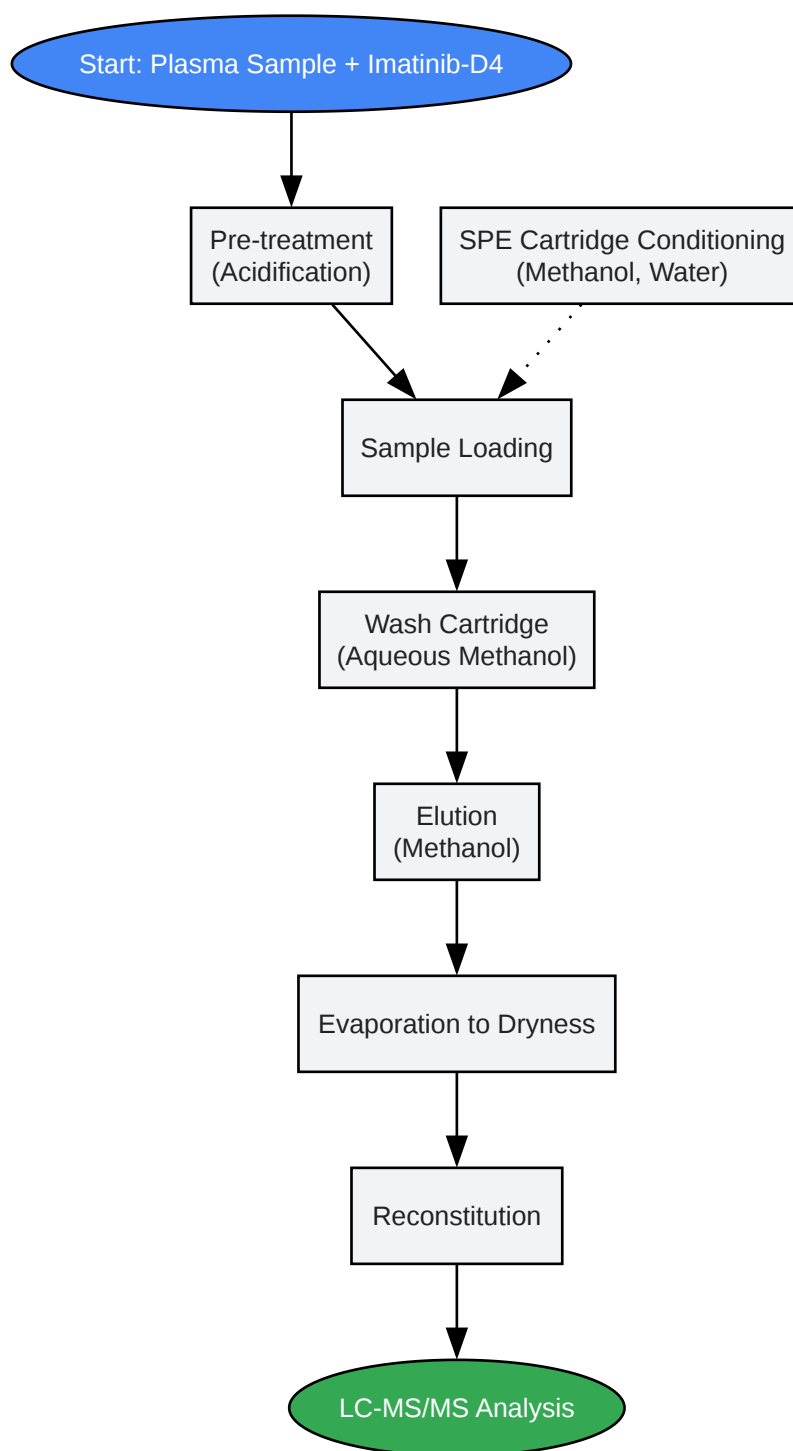 Start: Plasma Sample + Imatinib-D4
Pre-treatment
(Acidification)
SPE Cartridge Conditioning
(Methanol, Water)
Sample Loading
Wash Cartridge
(Aqueous Methanol)
Elution
(Methanol)
Evaporation to Dryness
Reconstitution
LC-MS/MS Analysis